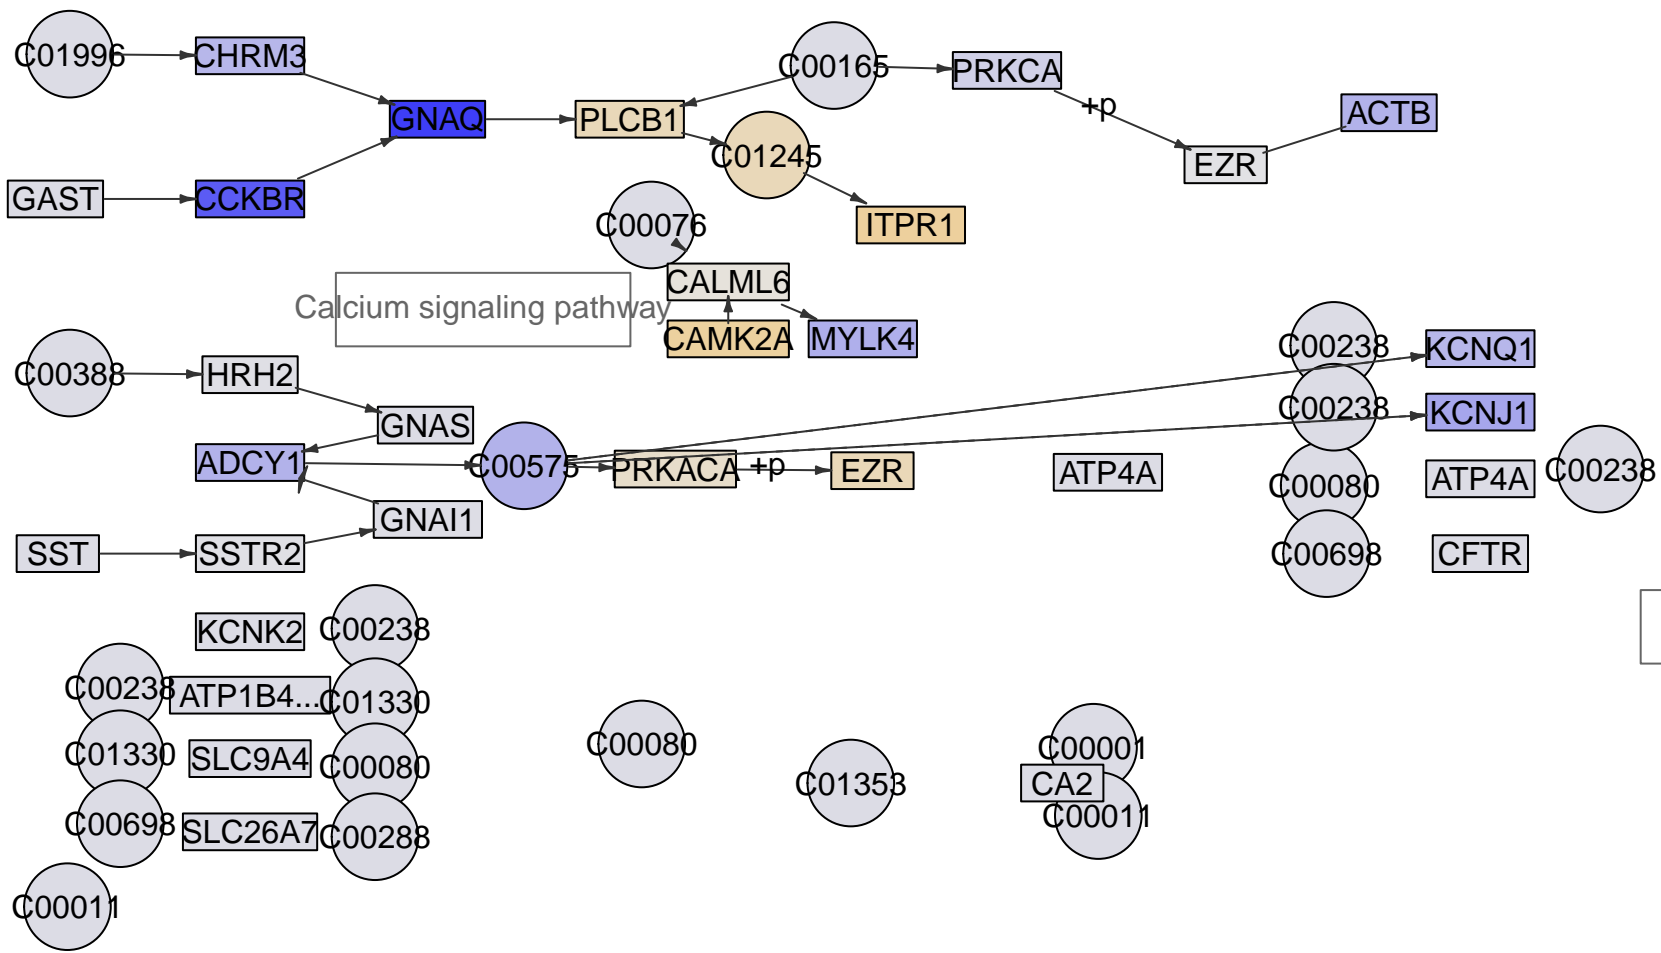 C01996
CHRM3
C00165
PRKCA
+p
ACTB
GNAQ
PLCB1
C01245
EZR
GAST
CCKBR
C00076
ITPR1
CALML6
Calcium signaling pathway
CAMK2A
MYLK4
C00238
KCNQ1
C00388
HRH2
C00238
KCNJ1
GNAS
ADCY1
C00575
PRKACA
+p
EZR
ATP4A
C00080
ATP4A
C00238
GNAI1
SST
SSTR2
C00698
CFTR
KCNK2
C00238
C00238
ATP1B4...
C01330
C01330
SLC9A4
C00080
C00080
C01353
C00001
CA2
C00011
C00698
SLC26A7
C00288
C00011